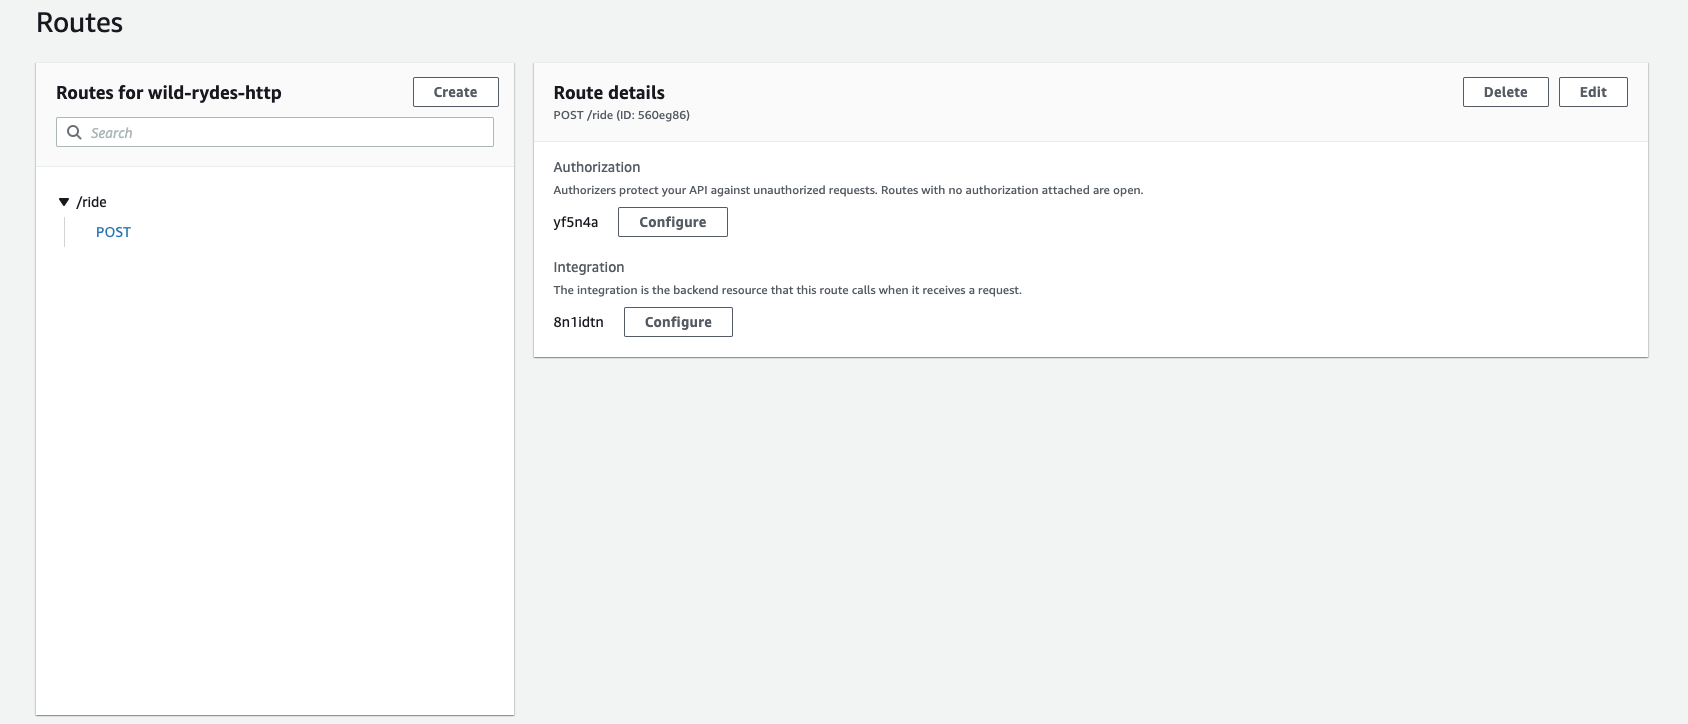 Routes
Routes for wild-rydes-http
Create
Search
/ride
POST
Route details
POST /ride (ID: 560eg86)
Delete
Edit
Authorization
Authorizers protect your API against unauthorized requests. Routes with no authorization attached are open.
yf5n4a
Configure
Integration
The integration is the backend resource that this route calls when it receives a request.
8n1idtn
Configure